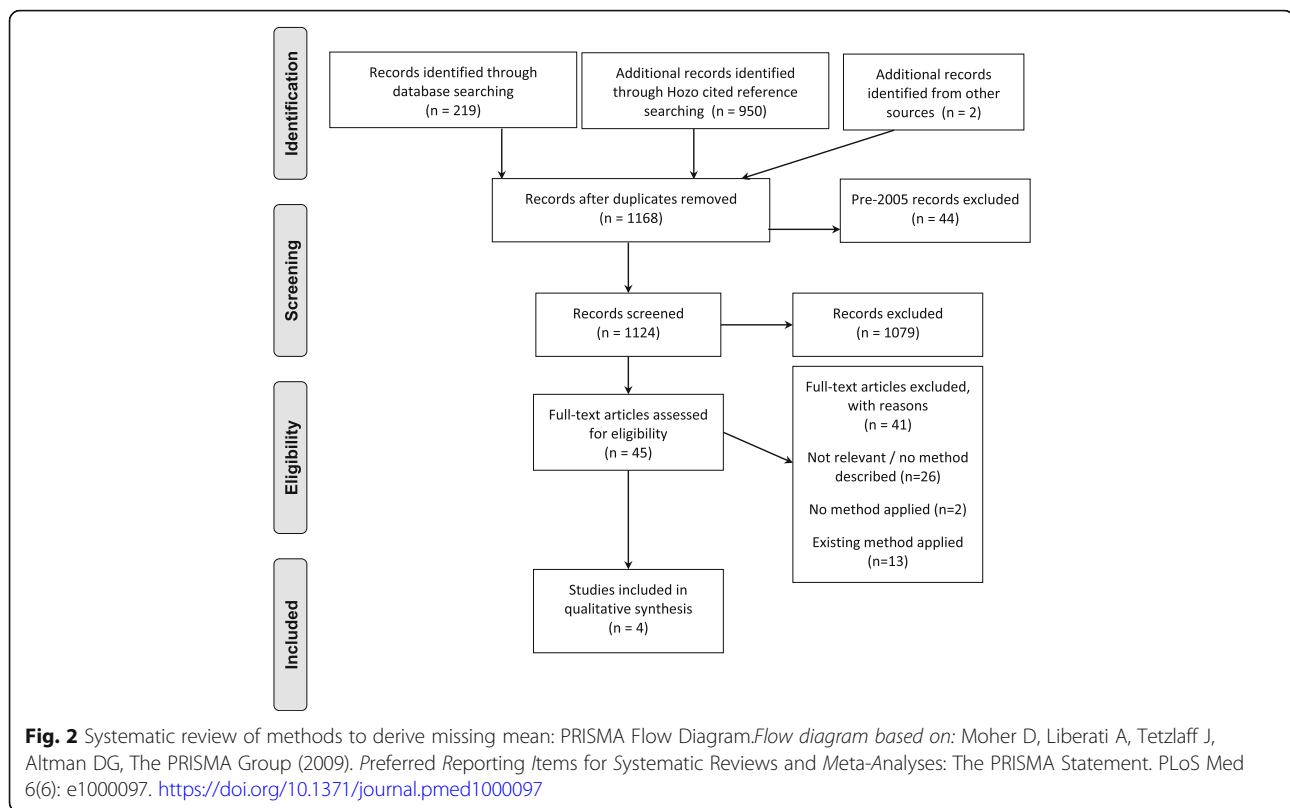 Identification
Records identified through
database searching
(n = 219)
Additional records identified
through Hozo cited reference
searching (n = 950)
Additional records
identified from other
sources (n = 2)
Records after duplicates removed
(n = 1168)
Pre-2005 records excluded
(n = 44)
Screening
Records screened
(n = 1124)
Records excluded
(n = 1079)
Eligibility
Full-text articles assessed
for eligibility
(n = 45)
Full-text articles excluded,
with reasons
(n = 41)
Not relevant / no method
described (n=26)
No method applied (n=2)
Existing method applied
(n=13)
Included
Studies included in
qualitative synthesis
(n = 4)
Fig. 2 Systematic review of methods to derive missing mean: PRISMA Flow Diagram.Flow diagram based on: Moher D, Liberati A, Tetzlaff J,
Altman DG, The PRISMA Group (2009). Preferred Reporting Items for Systematic Reviews and Meta-Analyses: The PRISMA Statement. PLoS Med
6(6): e1000097. https://doi.org/10.1371/journal.pmed1000097